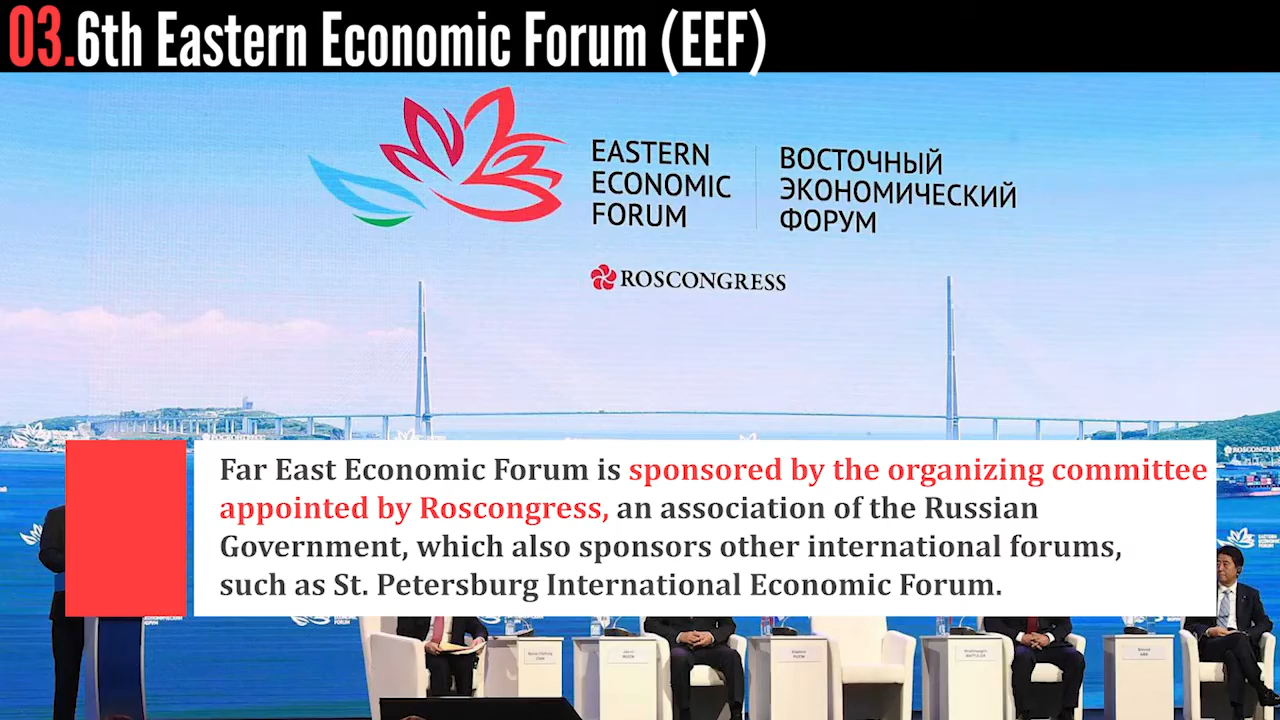 03.6th Eastern Economic Forum (EEF)
EASTERN
ECONOMIC
FORUM
ВОСТОЧНЫЙ
ЭКОНОМИЧЕСКИЙ
ФОРУМ
ROSCONGRESS
Far East Economic Forum is sponsored by the organizing committee
appointed by Roscongress, an association of the Russian
Government, which also sponsors other international forums,
such as St. Petersburg International Economic Forum.